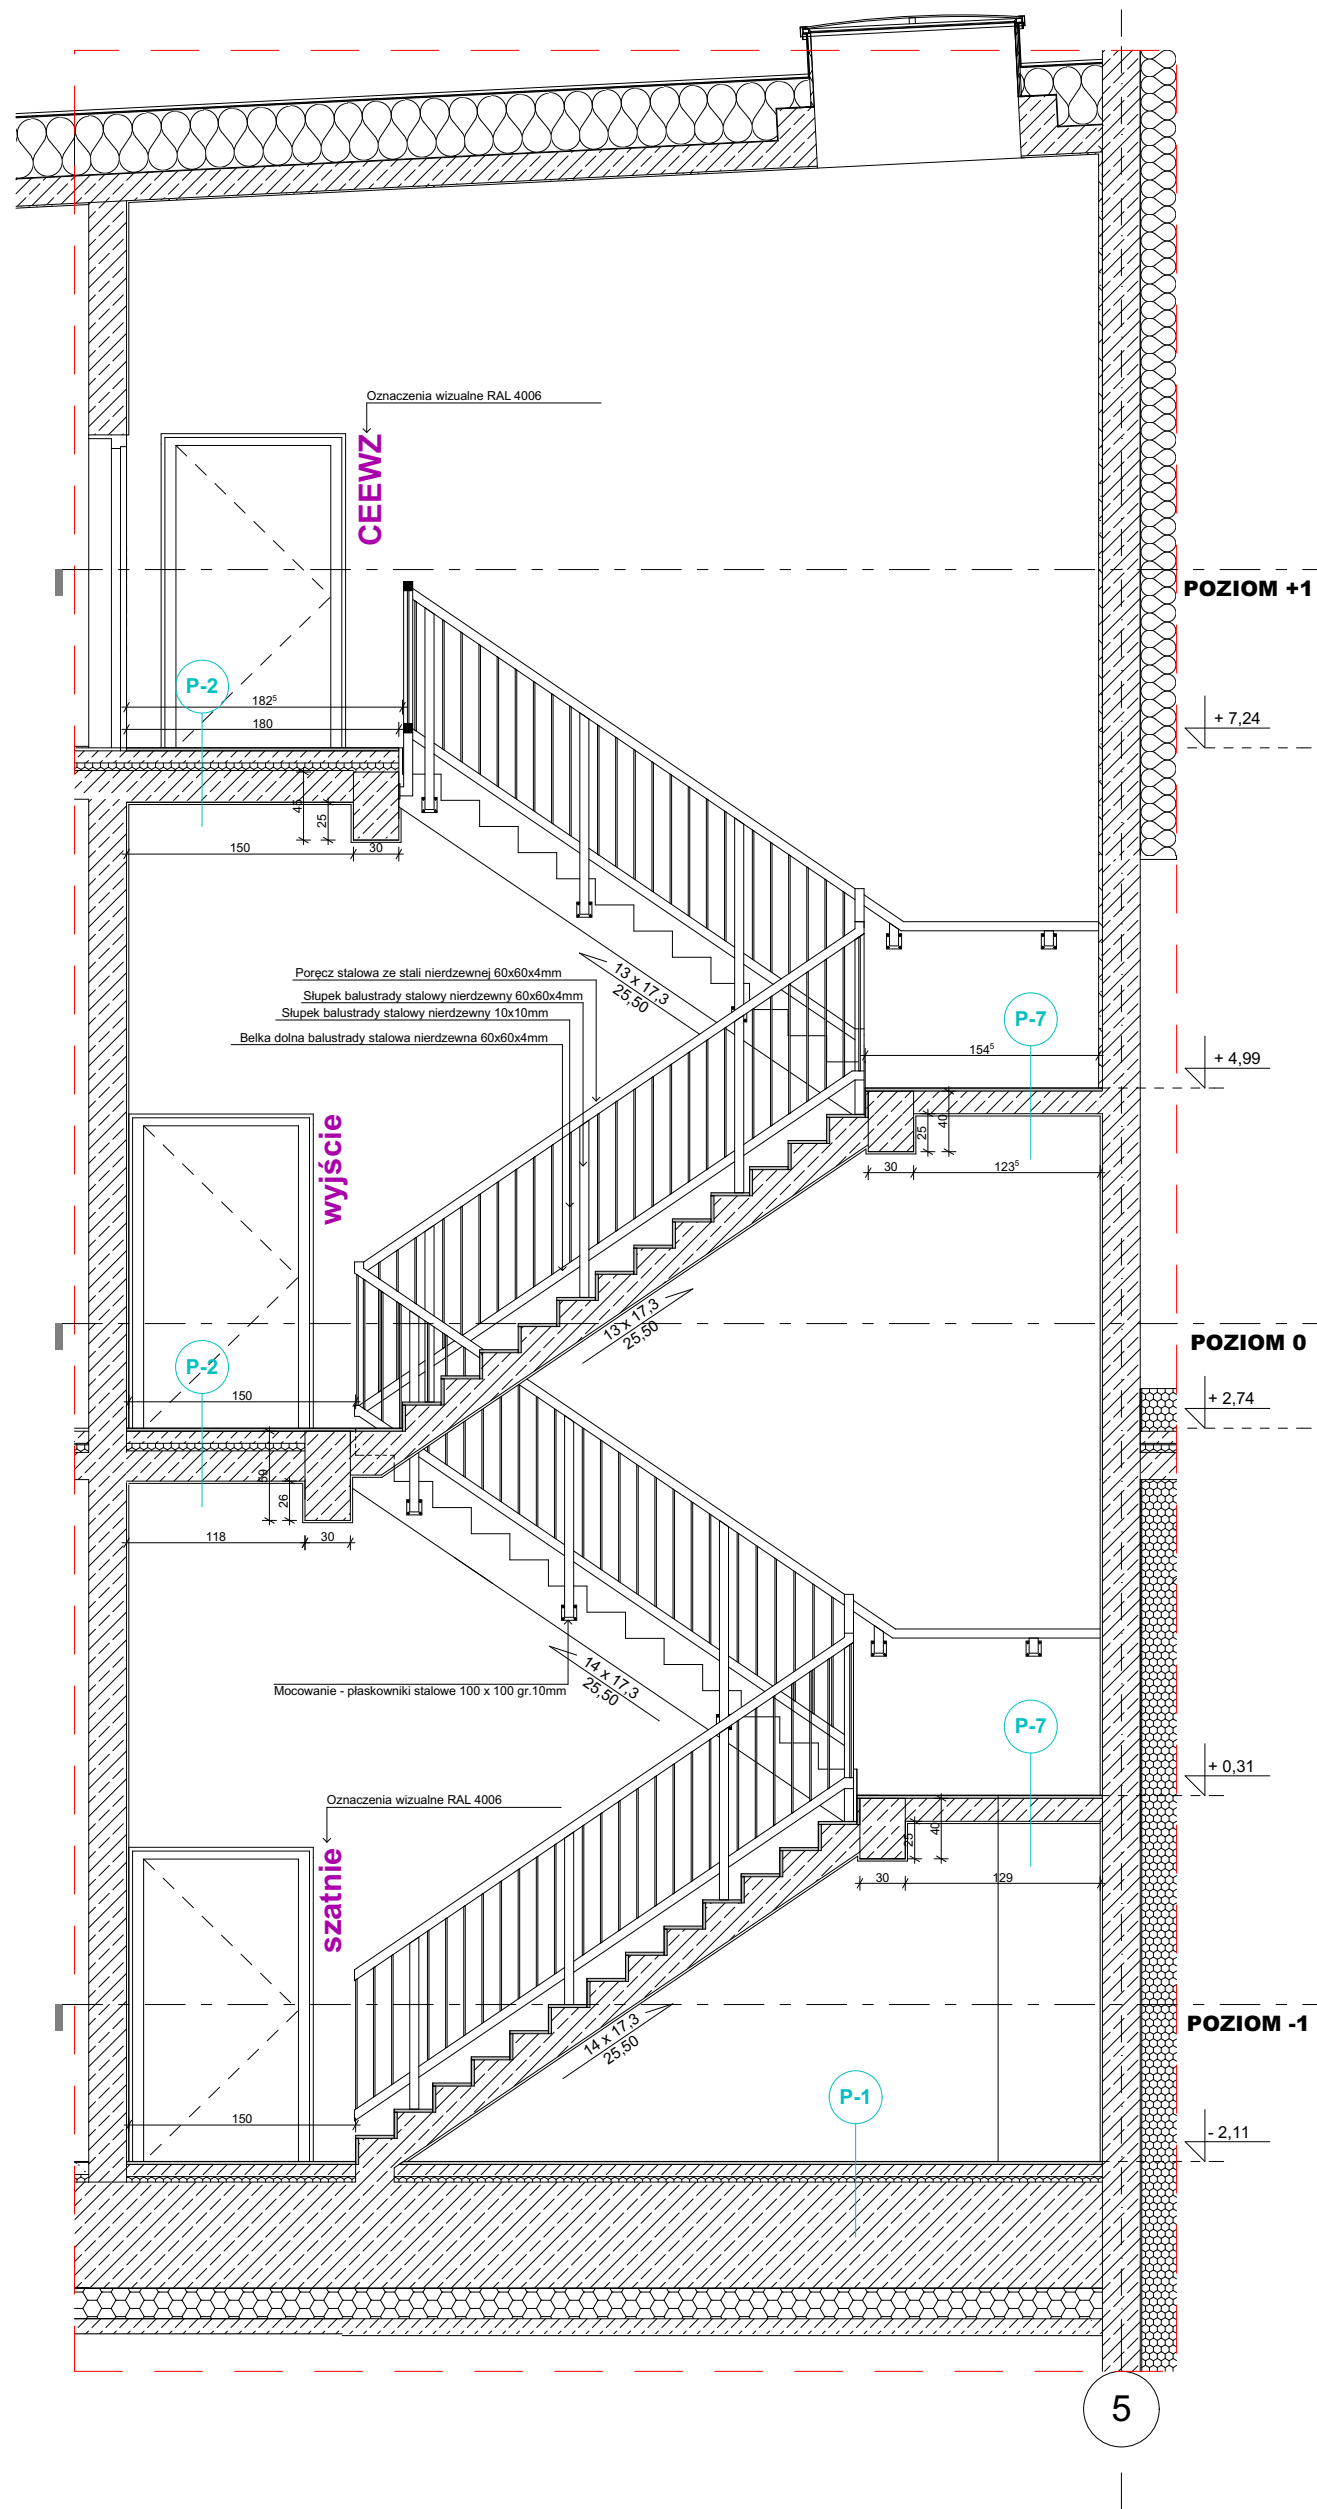 Oznaczenia wizualne RAL 4006
CEEWZ
POZIOM +1
P-2
182⁵
180
+ 7,24
45
25
150
30
13 x 17,3
25,50
Poręcz stalowa ze stali nierdzewnej 60x60x4mm
Słupek balustrady stalowy nierdzewny 60x60x4mm
Słupek balustrady stalowy nierdzewny 10x10mm
Belka dolna balustrady stalowa nierdzewna 60x60x4mm
P-7
154⁵
+ 4,99
25
40
30
123⁵
wyjście
13 x 17,3
25,50
POZIOM 0
P-2
150
+ 2,74
26
118
30
14 x 17,3
25,50
Mocowanie - płaskowniki stalowe 100 x 100 gr.10mm
P-7
+ 0,31
Oznaczenia wizualne RAL 4006
szatnie
25
40
30
129
14 x 17,3
25,50
POZIOM -1
P-1
150
- 2,11
5